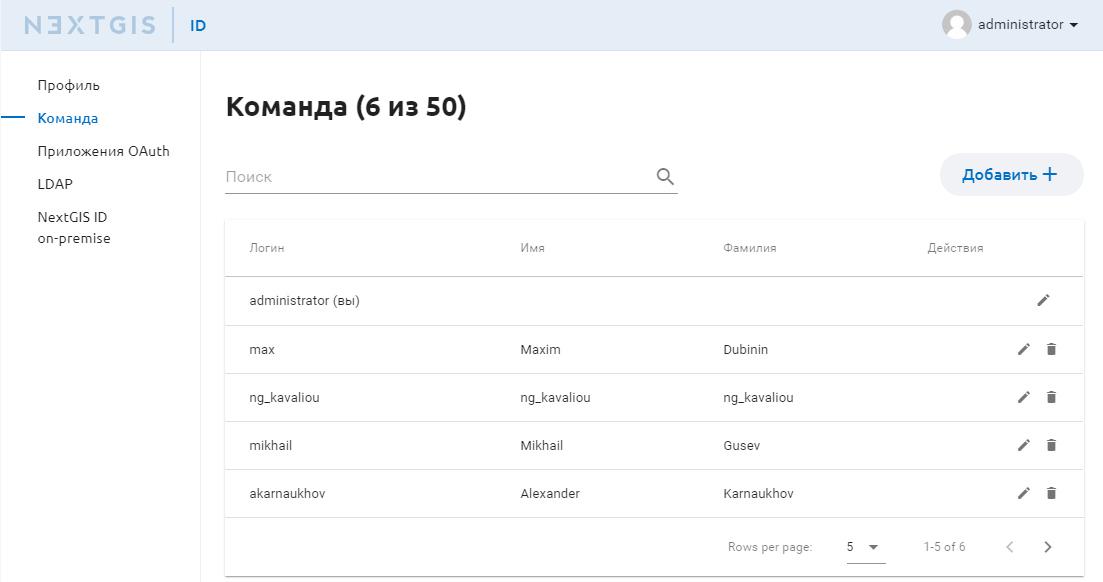 NEXTGIS ID administrator
Профиль
Команда
Приложения OAuth
LDAP
NextGIS ID
on-premise
Команда (6 из 50)
Поиск
Добавить +
Логин Имя Фамилия Действия
administrator (вы)
max Maxim Dubinin
ng_kavaliou ng_kavaliou ng_kavaliou
mikhail Mikhail Gusev
akarnaukhov Alexander Karnaukhov
Rows per page: 5 1-5 of 6